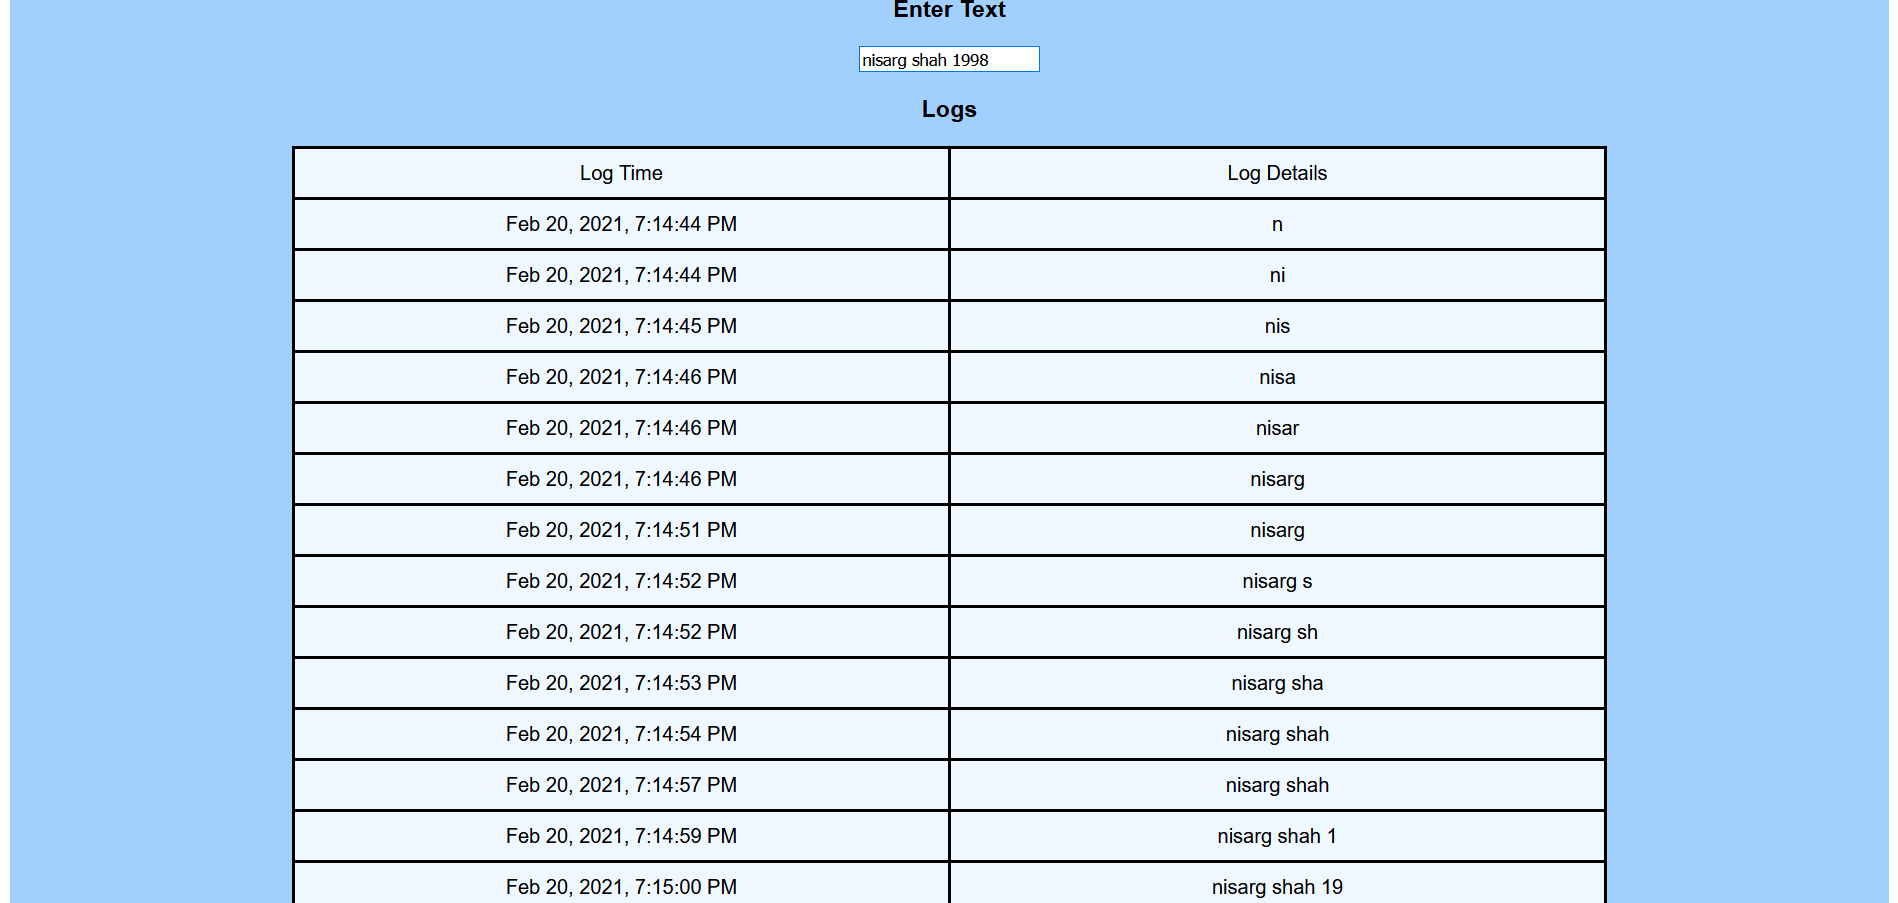 Enter Text
nisarg shah 1998
Logs
Log Time Log Details
Feb 20, 2021, 7:14:44 PM n
Feb 20, 2021, 7:14:44 PM ni
Feb 20, 2021, 7:14:45 PM nis
Feb 20, 2021, 7:14:46 PM nisa
Feb 20, 2021, 7:14:46 PM nisar
Feb 20, 2021, 7:14:46 PM nisarg
Feb 20, 2021, 7:14:51 PM nisarg
Feb 20, 2021, 7:14:52 PM nisarg s
Feb 20, 2021, 7:14:52 PM nisarg sh
Feb 20, 2021, 7:14:53 PM nisarg sha
Feb 20, 2021, 7:14:54 PM nisarg shah
Feb 20, 2021, 7:14:57 PM nisarg shah
Feb 20, 2021, 7:14:59 PM nisarg shah 1
Feb 20, 2021, 7:15:00 PM nisarg shah 19